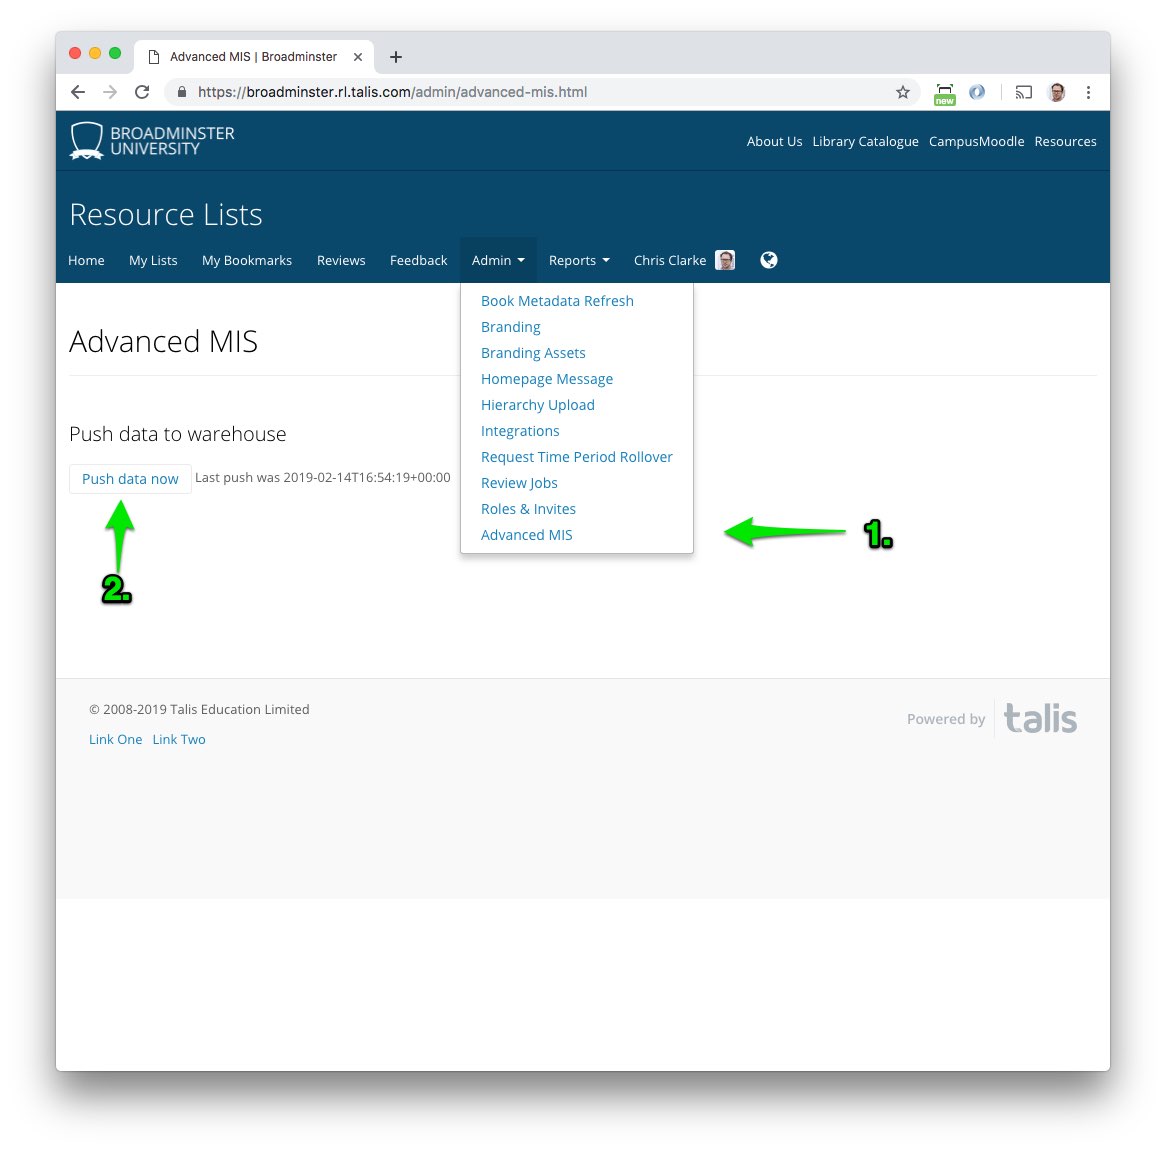 Advanced MIS | Broadminster
https://broadminster.rl.talis.com/admin/advanced-mis.html
new
BROADMINSTER
UNIVERSITY
About Us Library Catalogue CampusMoodle Resources
Resource Lists
Home My Lists My Bookmarks Reviews Feedback Admin Reports Chris Clarke
Book Metadata Refresh
Branding
Branding Assets
Homepage Message
Hierarchy Upload
Integrations
Request Time Period Rollover
Review Jobs
Roles & Invites
Advanced MIS
1.
Advanced MIS
Push data to warehouse
Push data now Last push was 2019-02-14T16:54:19+00:00
2.
© 2008-2019 Talis Education Limited
Link One Link Two
Powered by talis